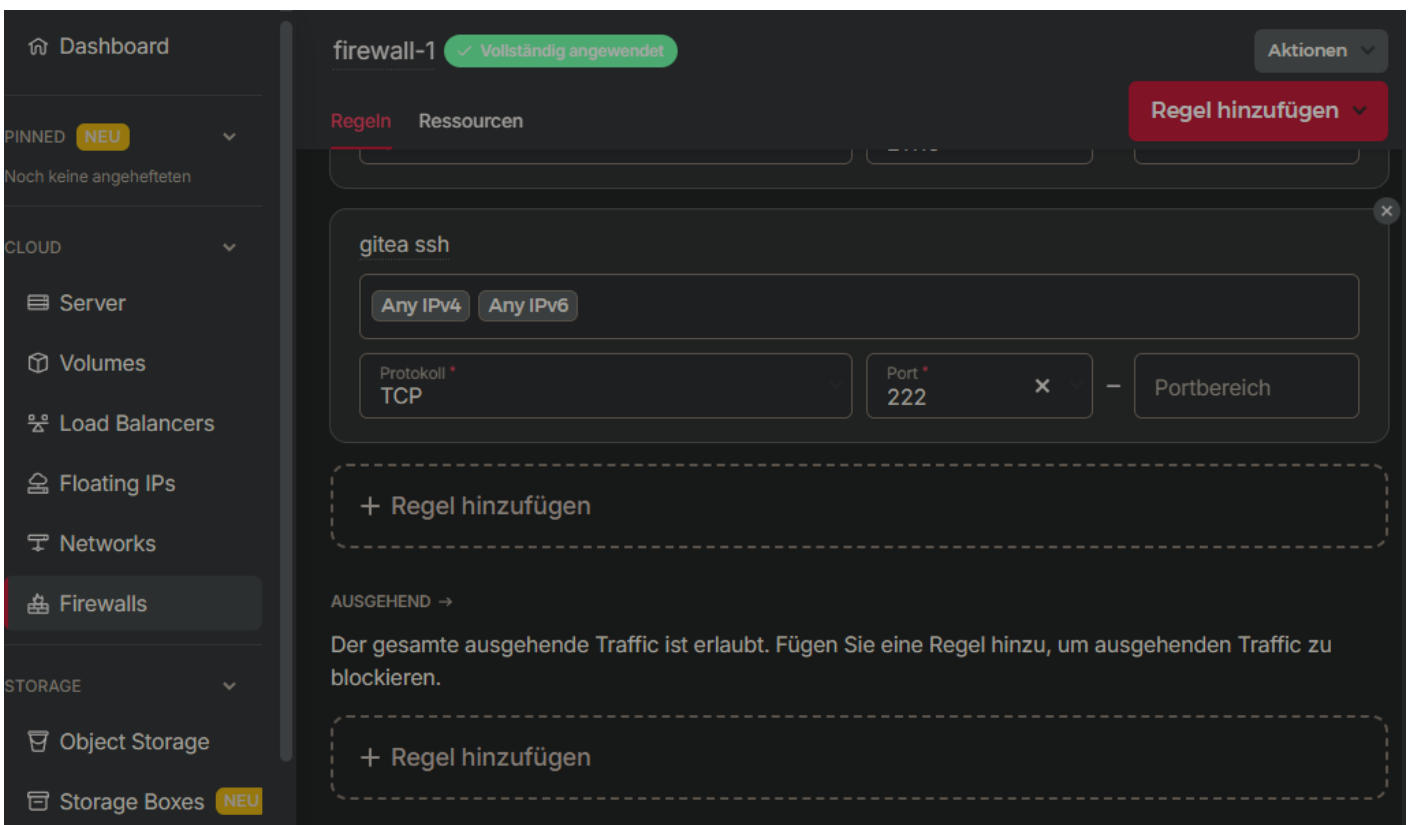 Dashboard
PINNED NEU
Noch keine angehefteten
CLOUD
Server
Volumes
Load Balancers
Floating IPs
Networks
Firewalls
STORAGE
Object Storage
Storage Boxes NEU
firewall-1 Vollständig angewendet
Aktionen
Regeln Ressourcen
Regel hinzufügen
gitea ssh
Any IPv4 Any IPv6
Protokoll *
TCP
Port *
222
–
Portbereich
+ Regel hinzufügen
AUSGEHEND →
Der gesamte ausgehende Traffic ist erlaubt. Fügen Sie eine Regel hinzu, um ausgehenden Traffic zu
blockieren.
+ Regel hinzufügen